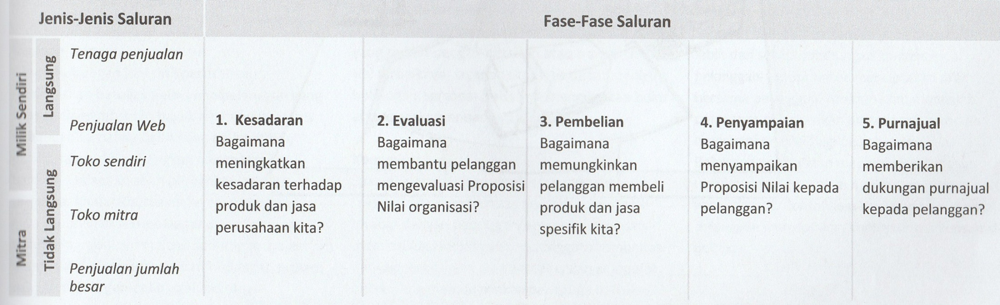 Jenis-Jenis Saluran
Fase-Fase Saluran
Milik Sendiri
Mitra
Langsung
Tidak Langsung
Tenaga penjualan
Penjualan Web
Toko sendiri
Toko mitra
Penjualan jumlah
besar
1. Kesadaran
Bagaimana
meningkatkan
kesadaran terhadap
produk dan jasa
perusahaan kita?
2. Evaluasi
Bagaimana
membantu pelanggan
mengevaluasi Proposisi
Nilai organisasi?
3. Pembelian
Bagaimana
memungkinkan
pelanggan membeli
produk dan jasa
spesifik kita?
4. Penyampaian
Bagaimana
menyampaikan
Proposisi Nilai kepada
pelanggan?
5. Purnajual
Bagaimana
memberikan
dukungan purnajual
kepada pelanggan?